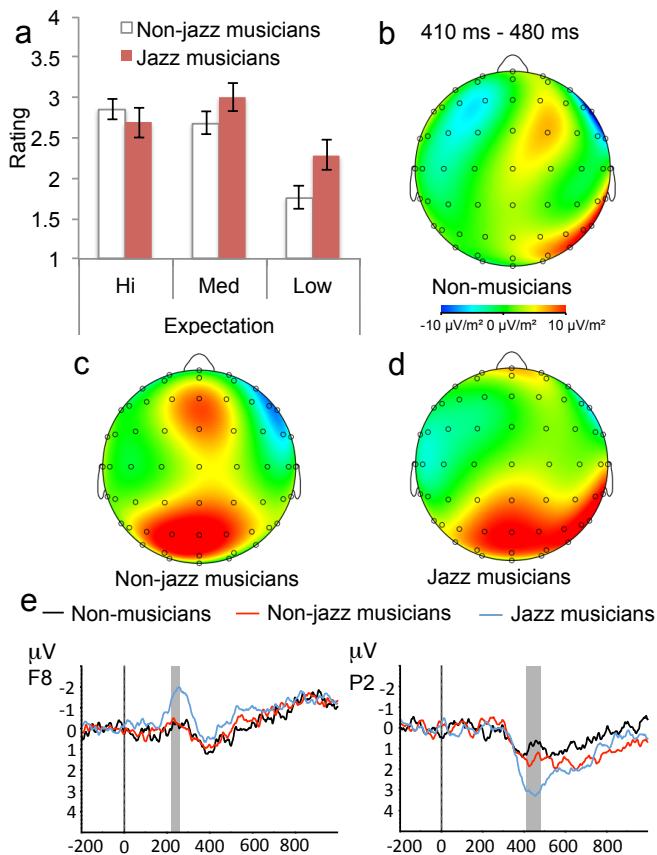 a
4
3.5
3
2.5
2
1.5
1
Rating
Non-jazz musicians
Jazz musicians
Hi Med Low
Expectation
b 410 ms - 480 ms
Non-musicians
-10 µV/m² 0 µV/m² 10 µV/m²
c
Non-jazz musicians
d
Jazz musicians
e Non-musicians Non-jazz musicians Jazz musicians
µV
F8
-2
-1
0
1
2
3
4
-200 0 200 400 600 800
µV
P2
-2
-1
0
1
2
3
4
-200 0 200 400 600 800